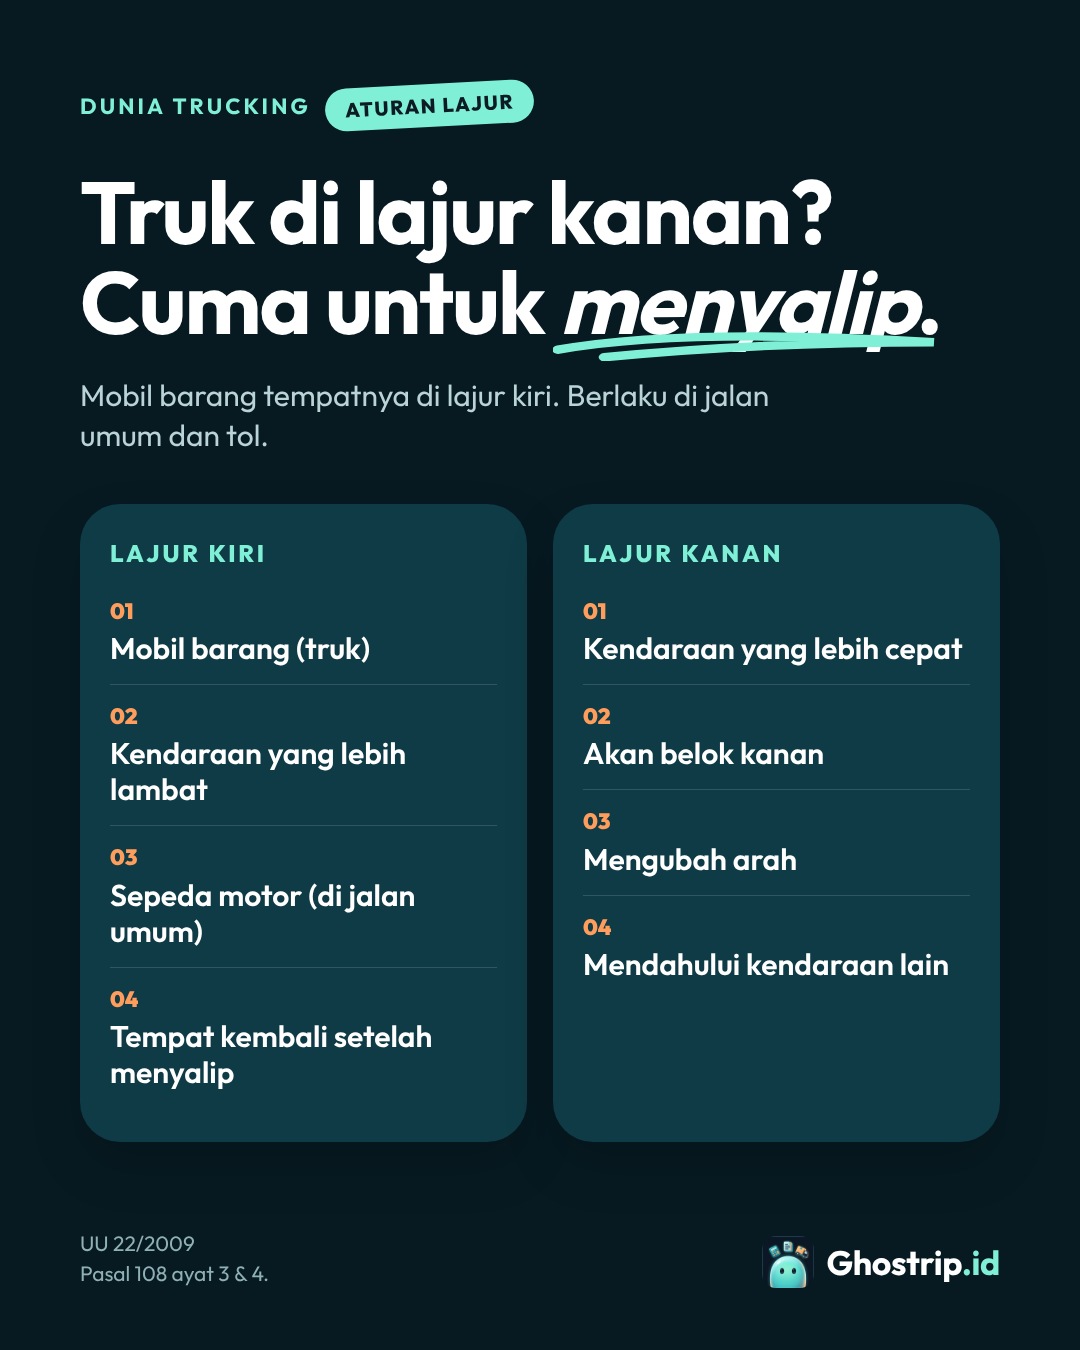 DUNIA TRUCKING
ATURAN LAJUR
Truk di lajur kanan?
Cuma untuk menyalip.
Mobil barang tempatnya di lajur kiri. Berlaku di jalan
umum dan tol.
LAJUR KIRI
01
Mobil barang (truk)
02
Kendaraan yang lebih
lambat
03
Sepeda motor (di jalan
umum)
04
Tempat kembali setelah
menyalip
LAJUR KANAN
01
Kendaraan yang lebih cepat
02
Akan belok kanan
03
Mengubah arah
04
Mendahului kendaraan lain
UU 22/2009
Pasal 108 ayat 3 & 4.
Ghostrip.id